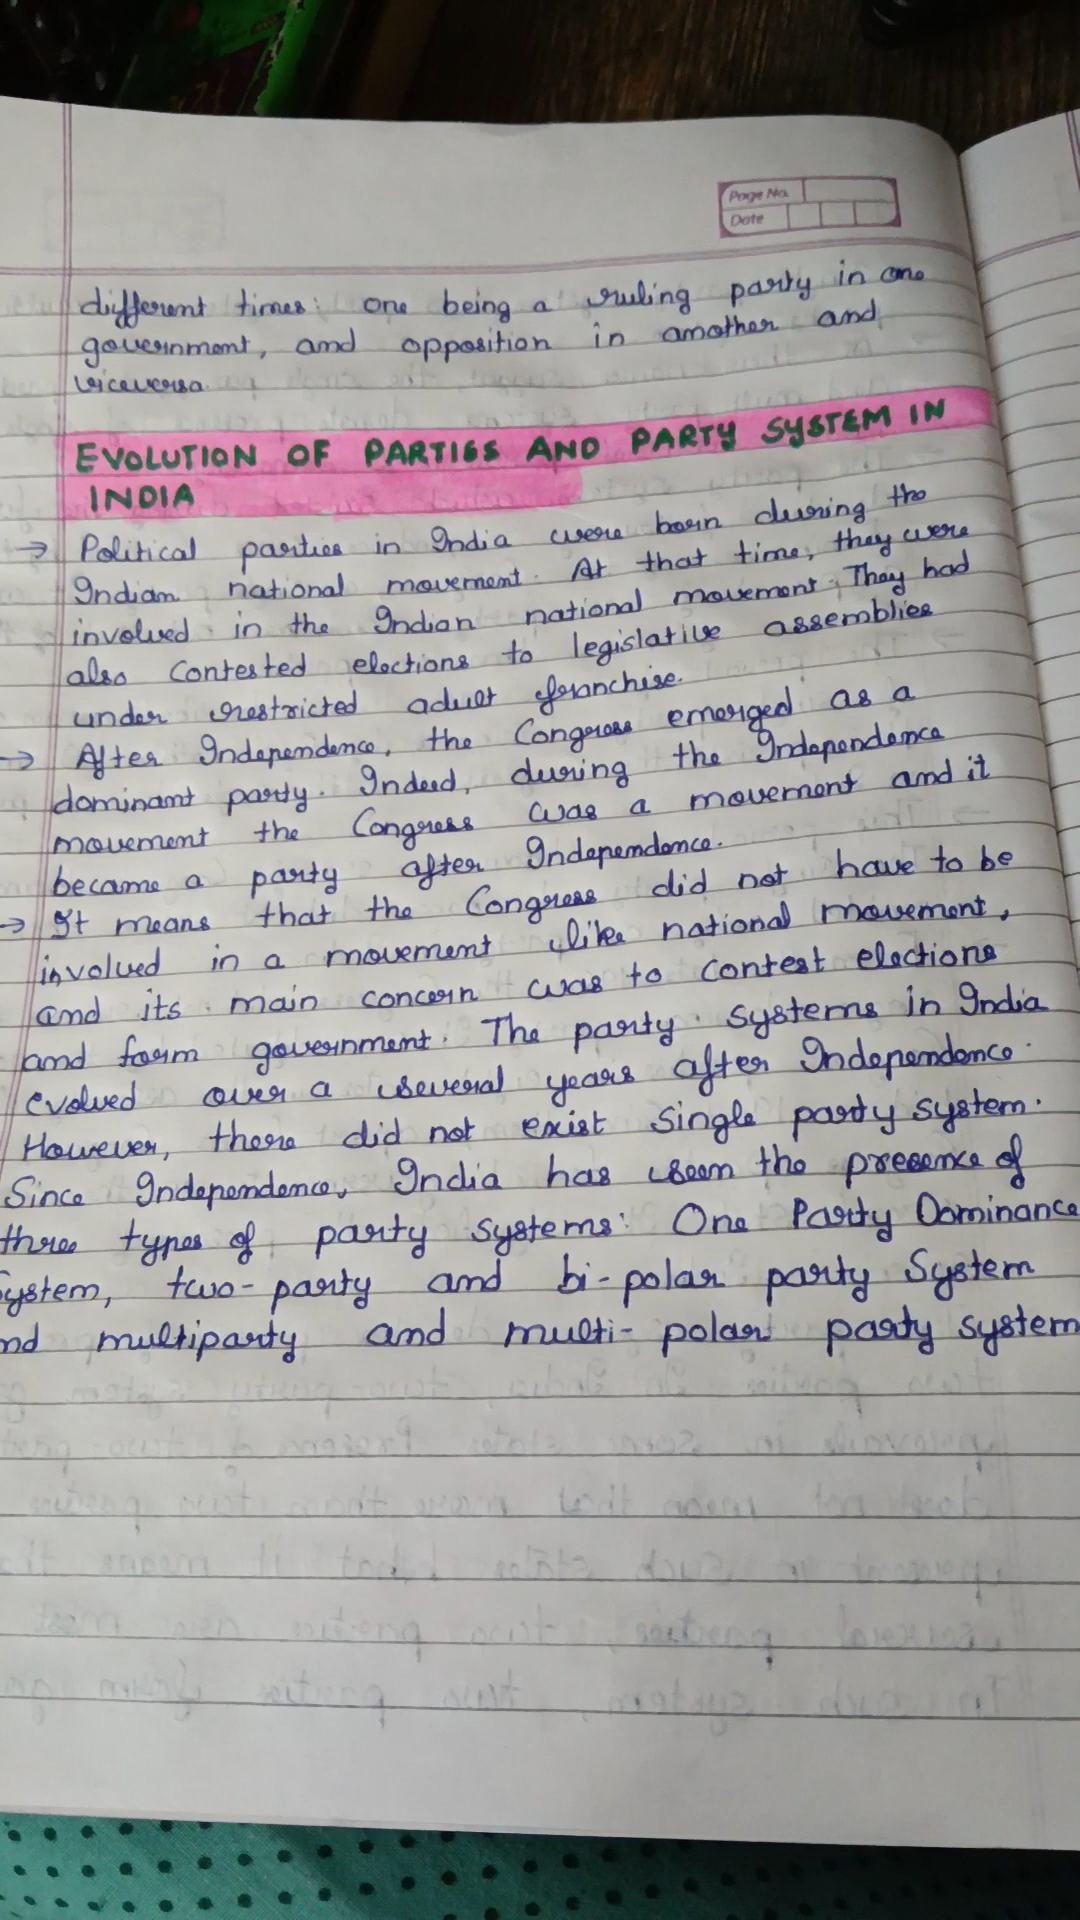 Page No.
Date
different times: one being a ruling party in one
government, and opposition in another and
viceversa.
EVOLUTION OF PARTIES AND PARTY SYSTEM IN
INDIA
→ Political parties in India were born during the
Indian national movement. At that time, they were
involved in the Indian national movement. They had
also contested elections to legislative assemblies
under restricted adult franchise.
→ After Independence, the Congress emerged as a
dominant party. Indeed, during the Independence
movement the Congress was a movement and it
became a party after Independence.
→ It means that the Congress did not have to be
involved in a movement like national movement,
and its main concern was to contest elections
and form government. The party systems in India
evolved over a several years after Independence.
However, there did not exist single party system.
Since Independence, India has seen the presence of
three types of party systems: One Party Dominance
System, two-party and bi-polar party System
nd multiparty and multi-polar party system